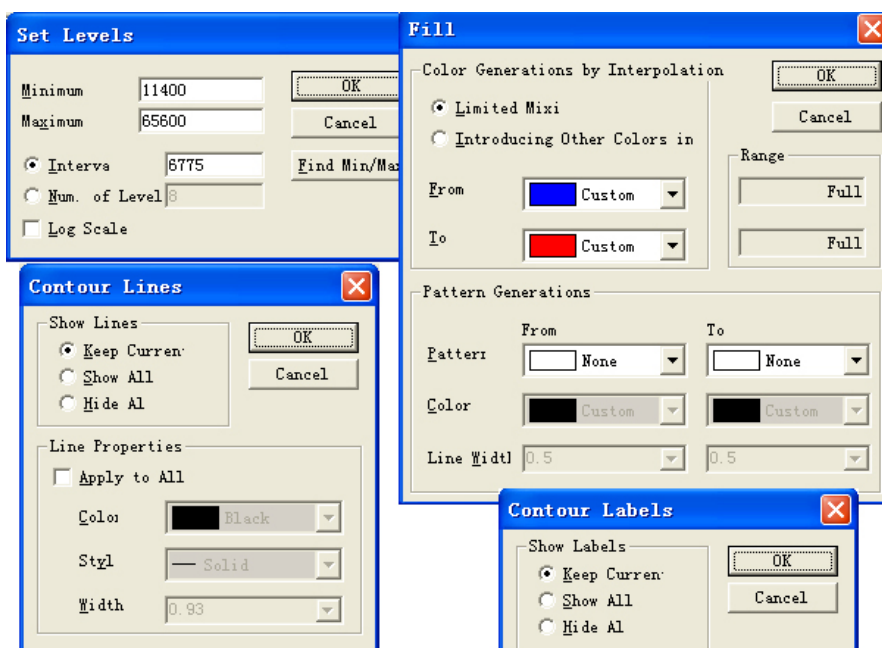 Set Levels
Minimum 11400 OK
Maximum 65600 Cancel
Interva 6775 Find Min/Max
Num. of Level 8
Log Scale
Fill
Color Generations by Interpolation OK
Limited Mixi Cancel
Introducing Other Colors in
Range
From Custom Full
To Custom Full
Pattern Generations
From To
Pattern None None
Color Custom Custom
Line Widtl 0.5 0.5
Contour Lines
Show Lines OK
Keep Curren
Show All Cancel
Hide Al
Line Properties
Apply to All
Color Black
Styl Solid
Width 0.93
Contour Labels
Show Labels OK
Keep Curren
Show All Cancel
Hide Al